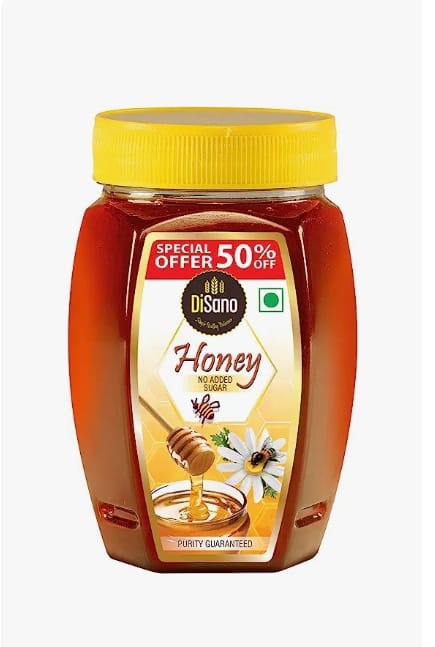 SPECIAL
OFFER 50% OFF
DiSano
Honey
NO ADDED
SUGAR
PURITY GUARANTEED